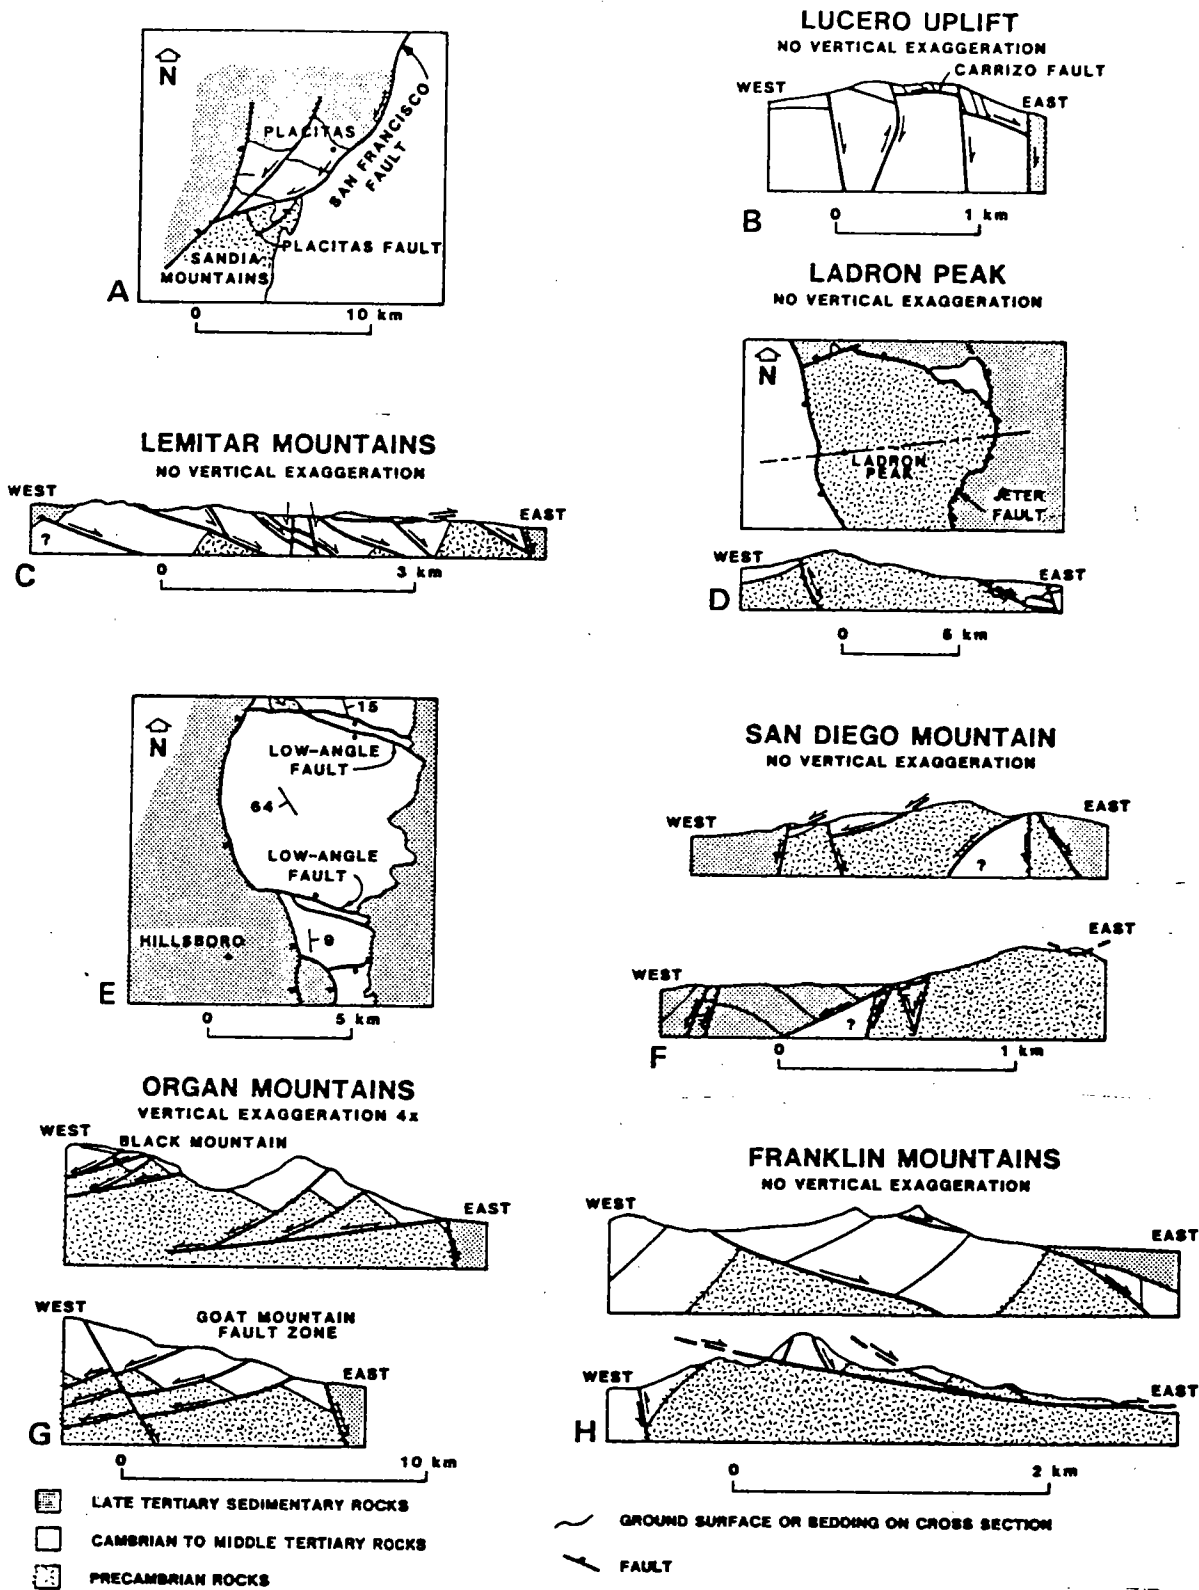 N
PLACITAS
SAN FRANCISCO
FAULT
PLACITAS FAULT
SANDIA
MOUNTAINS
A
0 10 km
LUCERO UPLIFT
NO VERTICAL EXAGGERATION
CARRIZO FAULT
WEST
EAST
B
0 1 km
LADRON PEAK
NO VERTICAL EXAGGERATION
N
LADRON
PEAK
JETER
FAULT
WEST
EAST
D
0 5 km
LEMITAR MOUNTAINS
NO VERTICAL EXAGGERATION
WEST
EAST
?
C
0 3 km
N
15
LOW-ANGLE
FAULT
64
LOW-ANGLE
FAULT
HILLSBORO
9
E
0 5 km
SAN DIEGO MOUNTAIN
NO VERTICAL EXAGGERATION
WEST
EAST
?
EAST
WEST
?
F
0 1 km
ORGAN MOUNTAINS
VERTICAL EXAGGERATION 4x
WEST
BLACK MOUNTAIN
EAST
WEST
GOAT MOUNTAIN
FAULT ZONE
EAST
G
0 10 km
FRANKLIN MOUNTAINS
NO VERTICAL EXAGGERATION
WEST
EAST
WEST
EAST
H
0 2 km
LATE TERTIARY SEDIMENTARY ROCKS
CAMBRIAN TO MIDDLE TERTIARY ROCKS
PRECAMBRIAN ROCKS
GROUND SURFACE OR BEDDING ON CROSS SECTION
FAULT